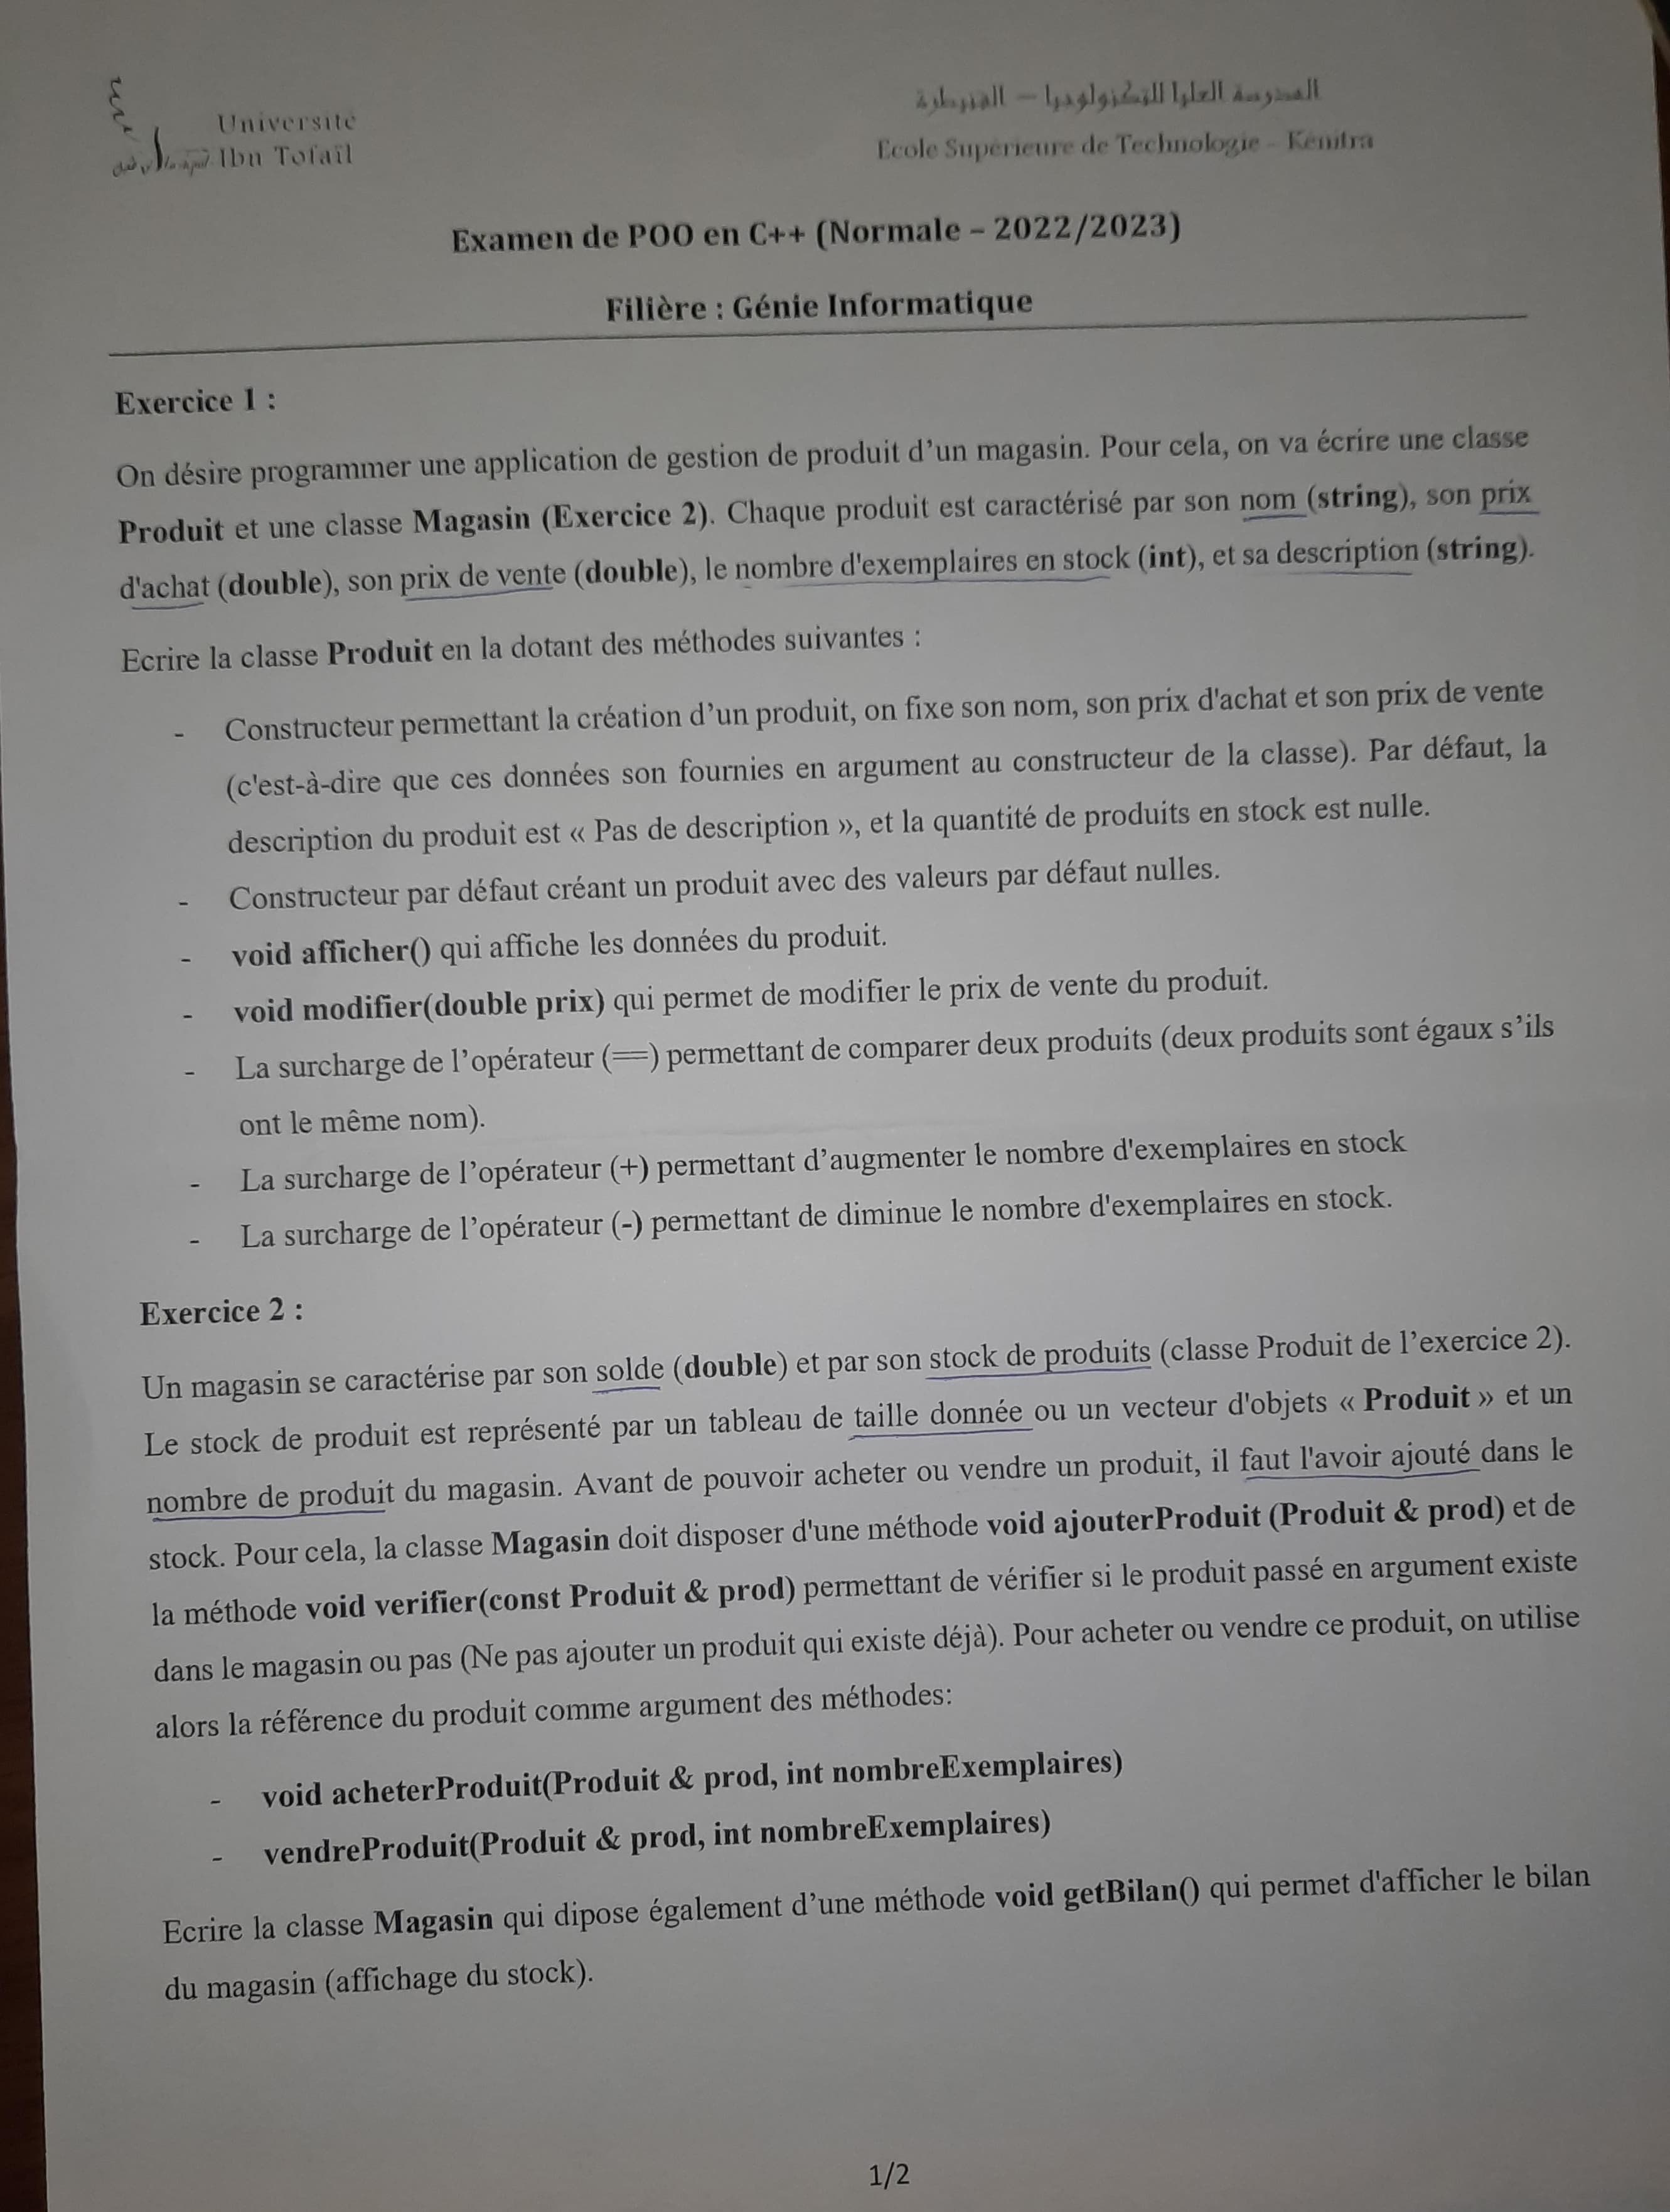 Université
Ibn Tofaïl
المدرسة العليا للتكنولوجيا – القنيطرة
Ecole Supérieure de Technologie - Kénitra
Examen de POO en C++ (Normale – 2022/2023)
Filière : Génie Informatique
Exercice 1 :
On désire programmer une application de gestion de produit d’un magasin. Pour cela, on va écrire une classe
Produit et une classe Magasin (Exercice 2). Chaque produit est caractérisé par son nom (string), son prix
d'achat (double), son prix de vente (double), le nombre d'exemplaires en stock (int), et sa description (string).
Ecrire la classe Produit en la dotant des méthodes suivantes :
- Constructeur permettant la création d’un produit, on fixe son nom, son prix d'achat et son prix de vente
(c'est-à-dire que ces données son fournies en argument au constructeur de la classe). Par défaut, la
description du produit est « Pas de description », et la quantité de produits en stock est nulle.
- Constructeur par défaut créant un produit avec des valeurs par défaut nulles.
- void afficher() qui affiche les données du produit.
- void modifier(double prix) qui permet de modifier le prix de vente du produit.
- La surcharge de l’opérateur (==) permettant de comparer deux produits (deux produits sont égaux s’ils
ont le même nom).
- La surcharge de l’opérateur (+) permettant d’augmenter le nombre d'exemplaires en stock
- La surcharge de l’opérateur (-) permettant de diminue le nombre d'exemplaires en stock.
Exercice 2 :
Un magasin se caractérise par son solde (double) et par son stock de produits (classe Produit de l’exercice 2).
Le stock de produit est représenté par un tableau de taille donnée ou un vecteur d'objets « Produit » et un
nombre de produit du magasin. Avant de pouvoir acheter ou vendre un produit, il faut l'avoir ajouté dans le
stock. Pour cela, la classe Magasin doit disposer d'une méthode void ajouterProduit (Produit & prod) et de
la méthode void verifier(const Produit & prod) permettant de vérifier si le produit passé en argument existe
dans le magasin ou pas (Ne pas ajouter un produit qui existe déjà). Pour acheter ou vendre ce produit, on utilise
alors la référence du produit comme argument des méthodes:
- void acheterProduit(Produit & prod, int nombreExemplaires)
- vendreProduit(Produit & prod, int nombreExemplaires)
Ecrire la classe Magasin qui dipose également d’une méthode void getBilan() qui permet d'afficher le bilan
du magasin (affichage du stock).
1/2